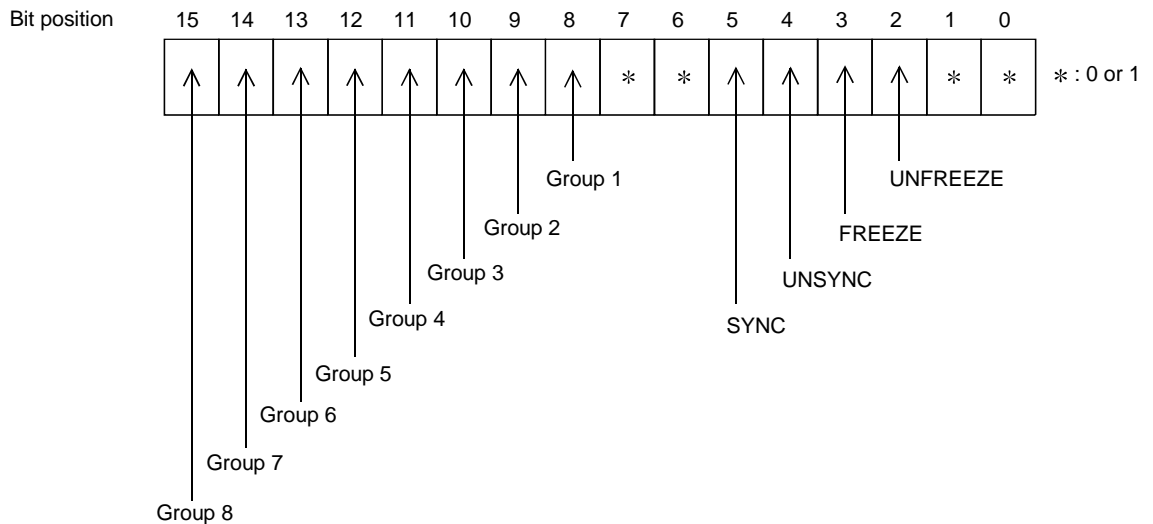 Bit position 15 14 13 12 11 10 9 8 7 6 5 4 3 2 1 0
* * * * * : 0 or 1
Group 1 UNFREEZE
Group 2 FREEZE
Group 3 UNSYNC
Group 4 SYNC
Group 5
Group 6
Group 7
Group 8